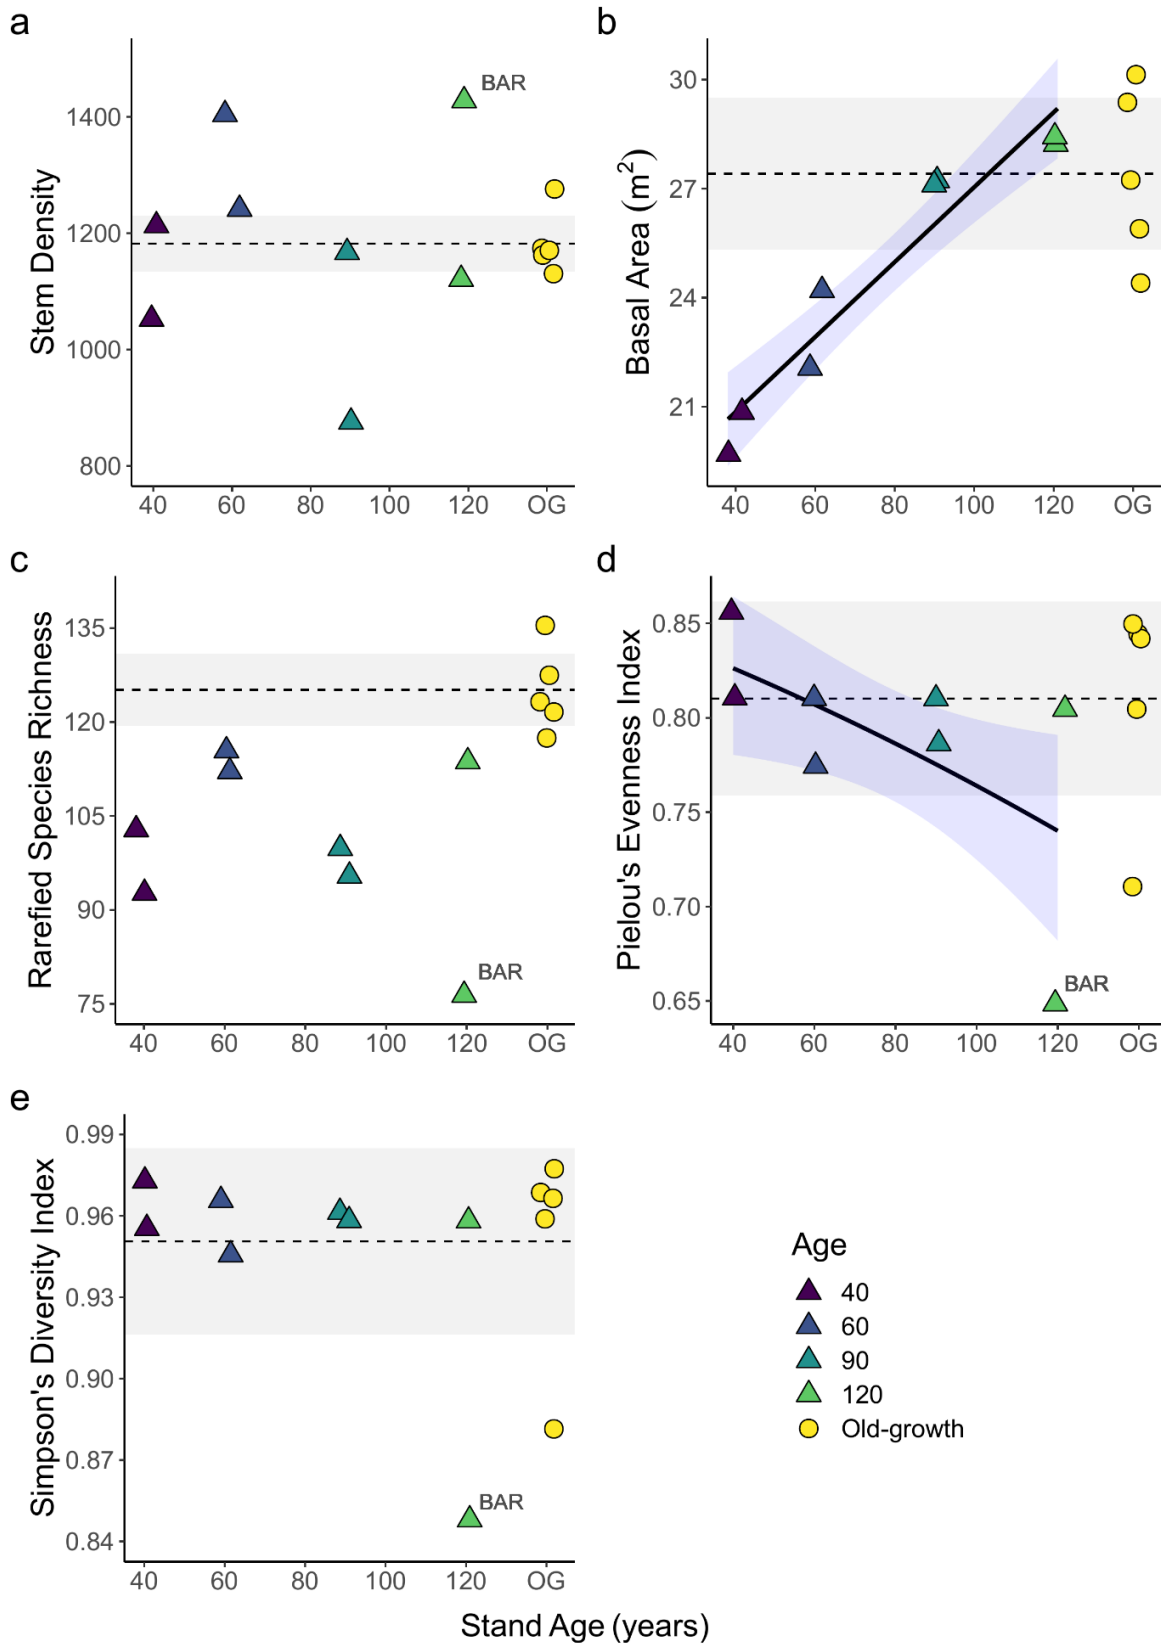 a
BAR
Stem Density
1400
1200
1000
800
40 60 80 100 120 OG
b
Basal Area (m²)
30
27
24
21
40 60 80 100 120 OG
c
Rarefied Species Richness
135
120
105
90
75
BAR
40 60 80 100 120 OG
d
Pielou's Evenness Index
0.85
0.80
0.75
0.70
0.65
BAR
40 60 80 100 120 OG
e
Simpson's Diversity Index
0.99
0.96
0.93
0.90
0.87
0.84
BAR
40 60 80 100 120 OG
Age
40
60
90
120
Old-growth
Stand Age (years)